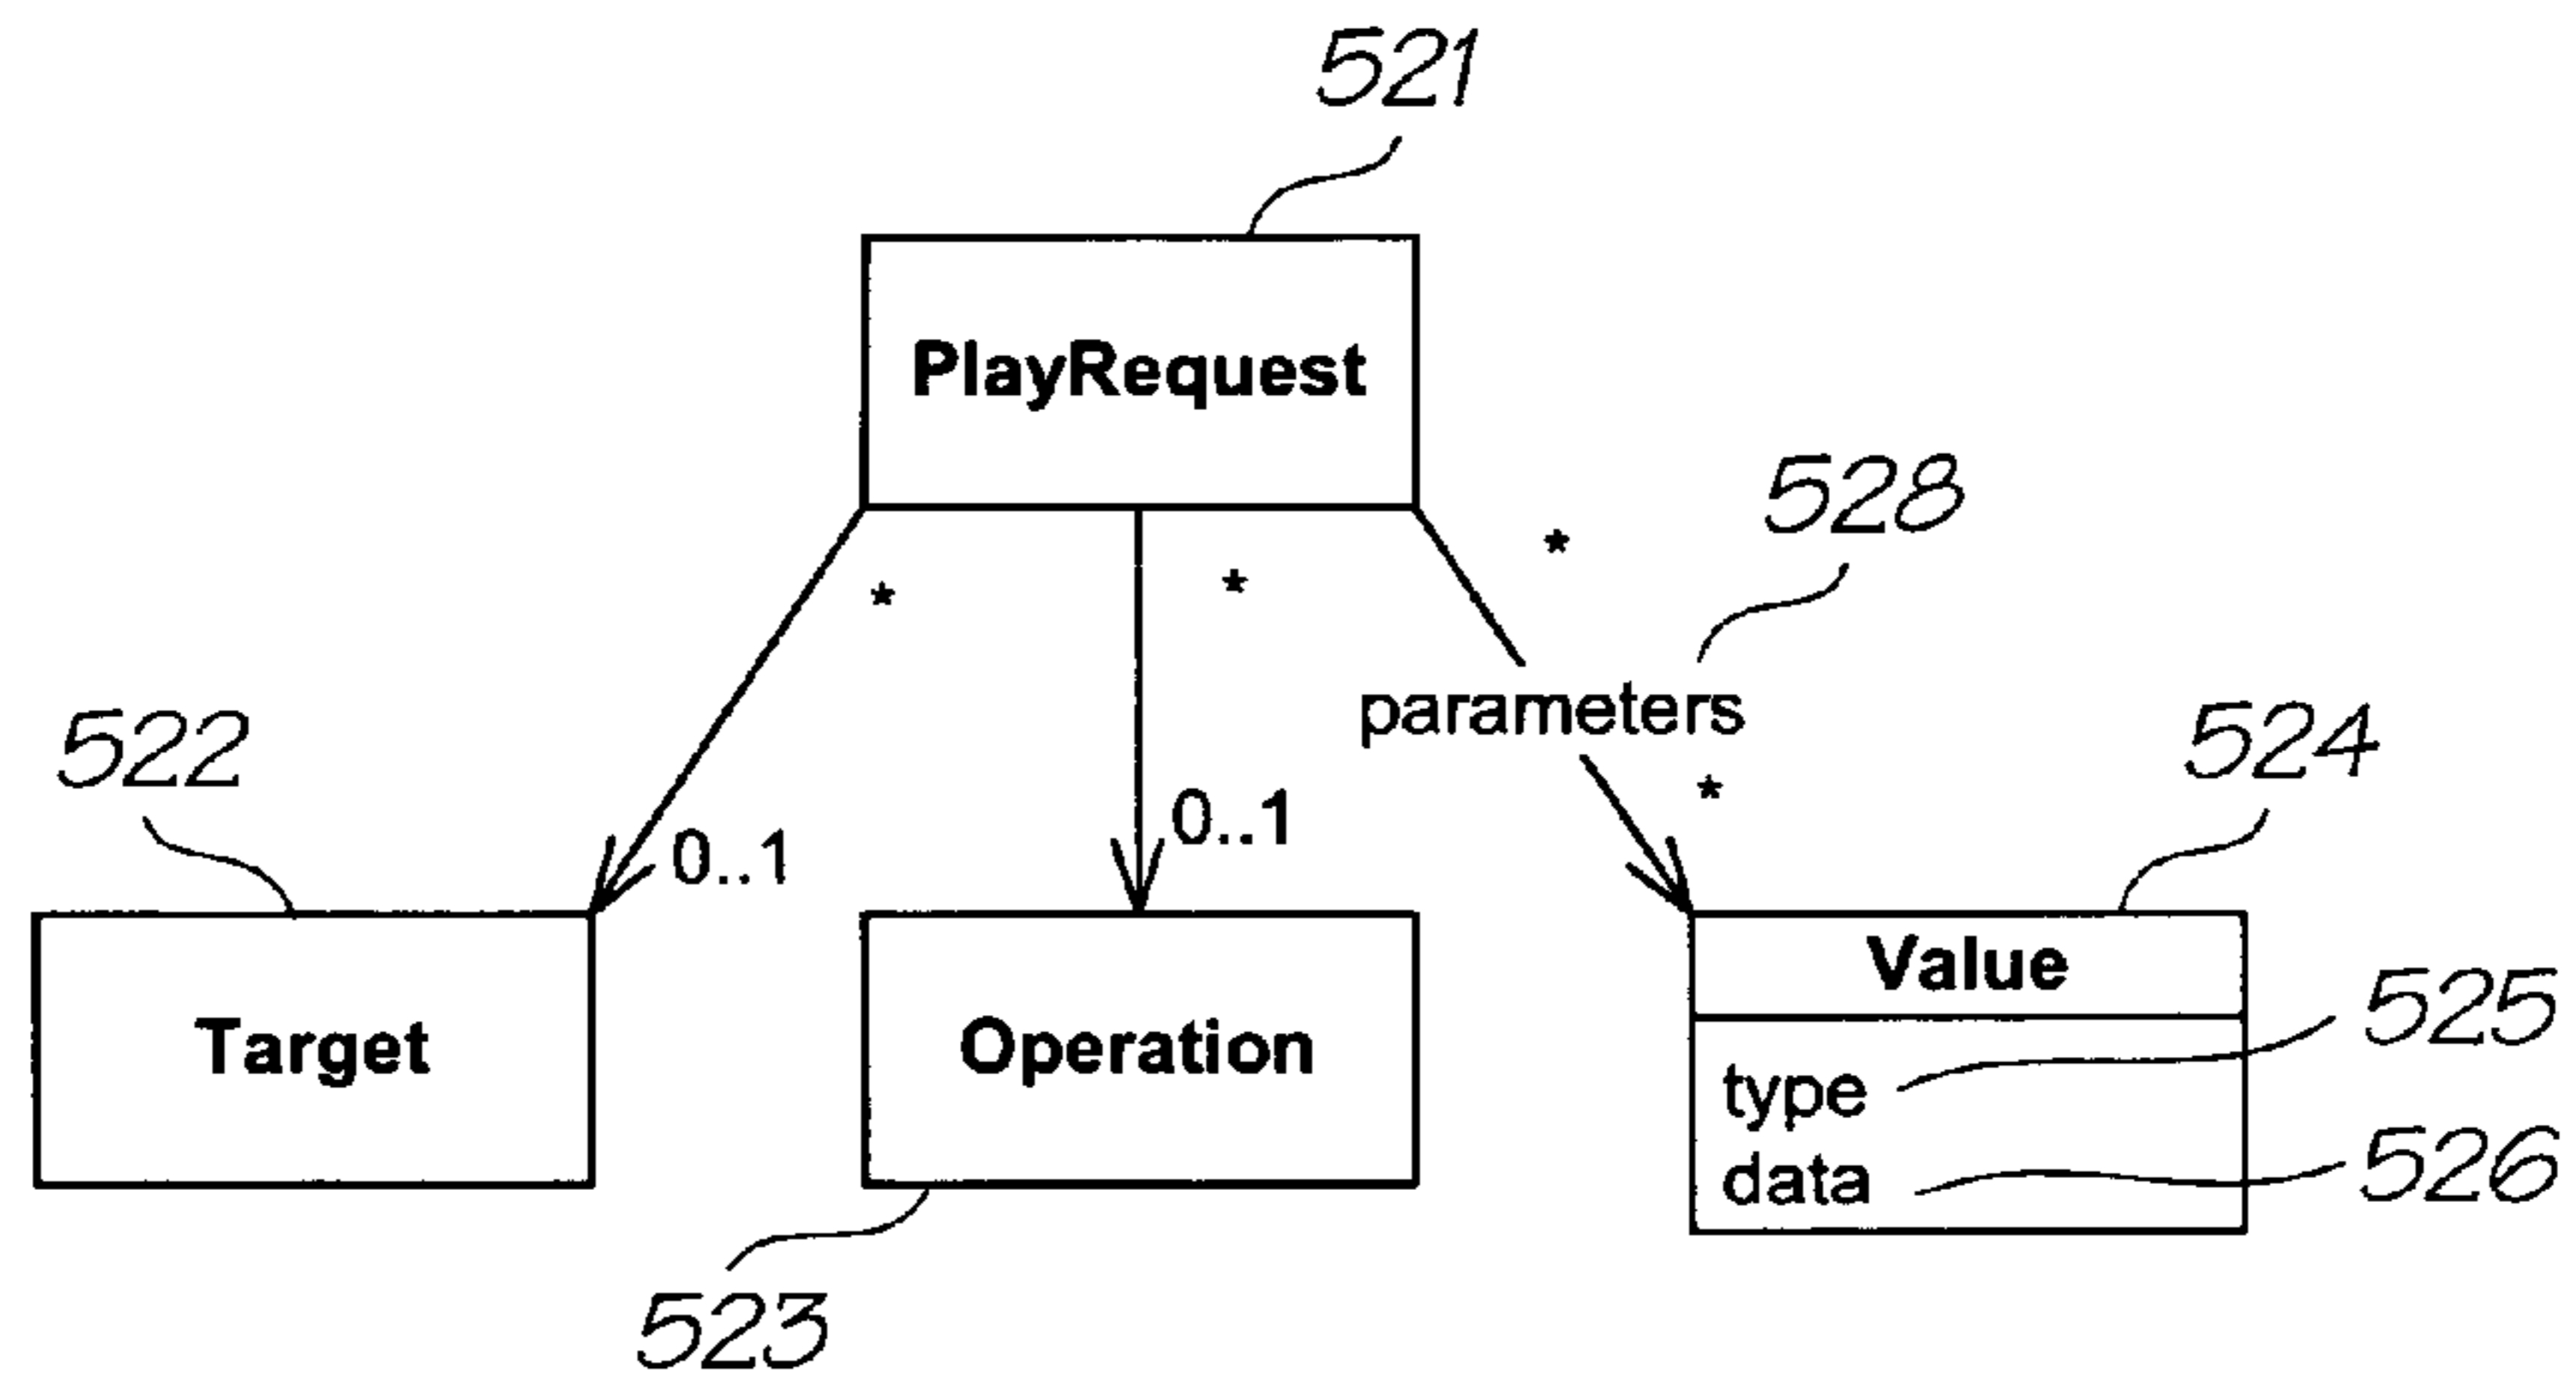 521
PlayRequest
528
*
*
*
parameters
522
524
*
0..1
0..1
Value
525
Target
Operation
type
data
526
523